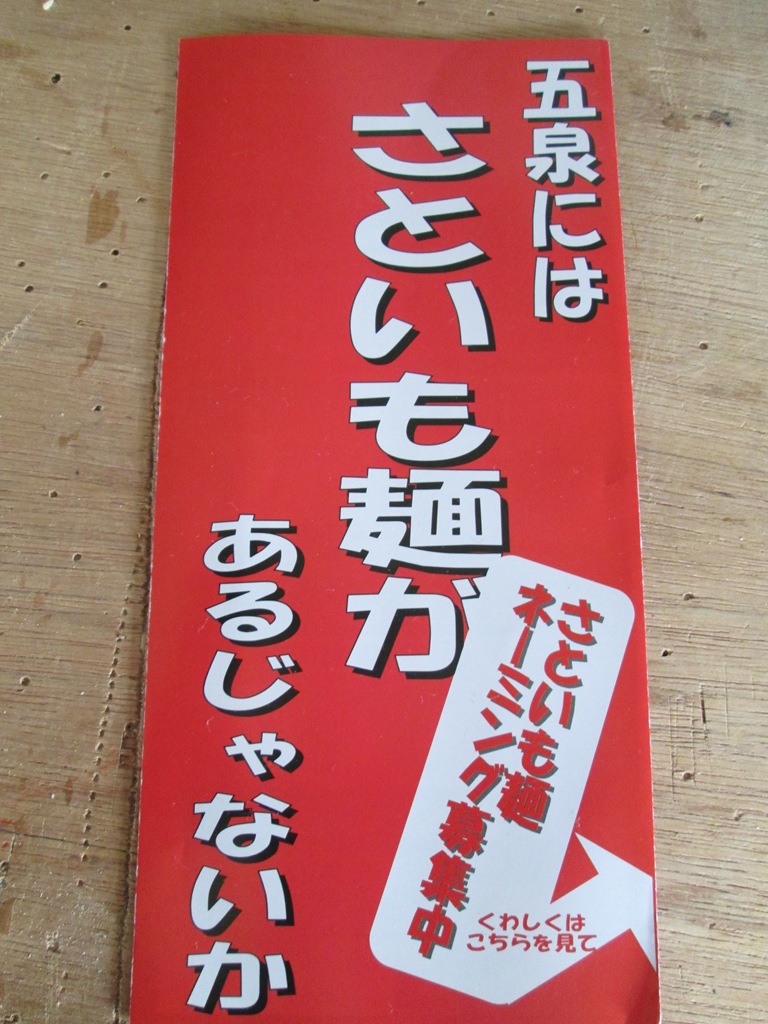 五泉には
さといも麺が
あるじゃないか
さといも麺
ネーミング募集中
くわしくは
こちらを見て